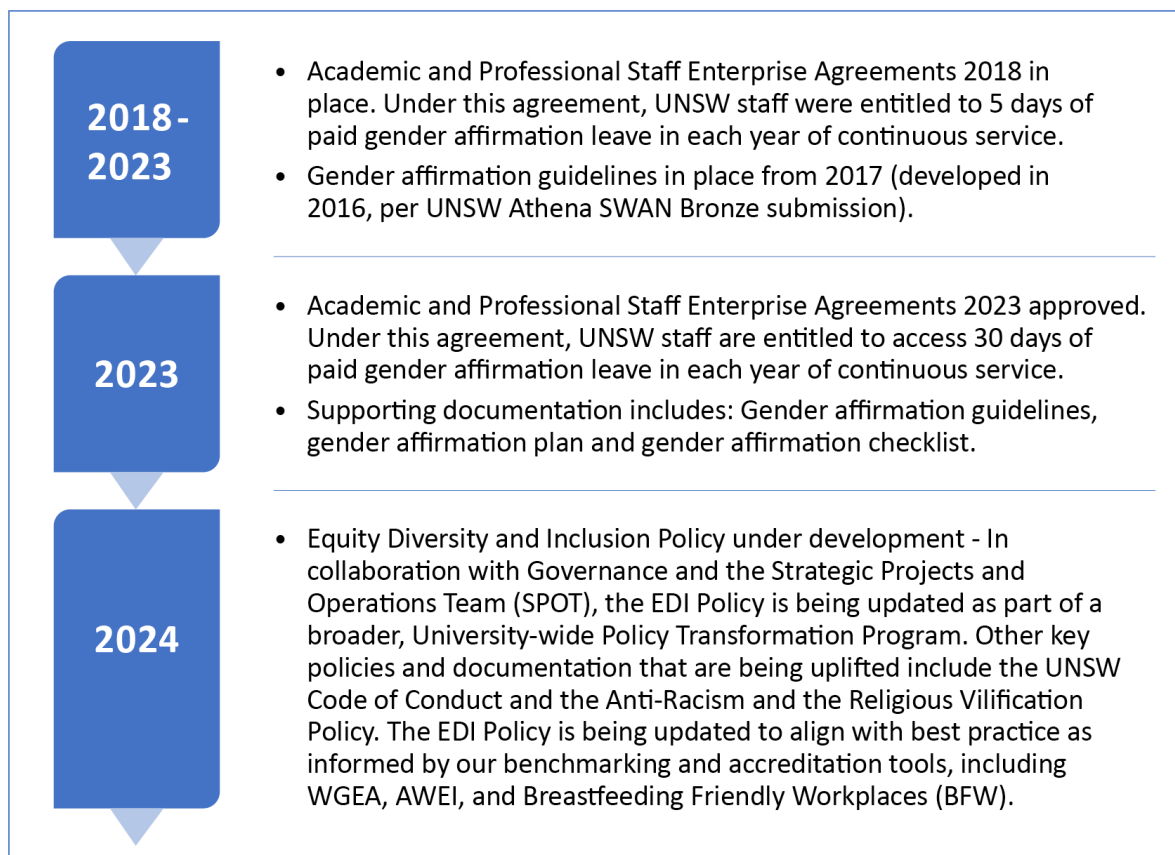 2018-
2023
• Academic and Professional Staff Enterprise Agreements 2018 in
place. Under this agreement, UNSW staff were entitled to 5 days of
paid gender affirmation leave in each year of continuous service.
• Gender affirmation guidelines in place from 2017 (developed in
2016, per UNSW Athena SWAN Bronze submission).
2023
• Academic and Professional Staff Enterprise Agreements 2023 approved.
Under this agreement, UNSW staff are entitled to access 30 days of
paid gender affirmation leave in each year of continuous service.
• Supporting documentation includes: Gender affirmation guidelines,
gender affirmation plan and gender affirmation checklist.
2024
• Equity Diversity and Inclusion Policy under development - In
collaboration with Governance and the Strategic Projects and
Operations Team (SPOT), the EDI Policy is being updated as part of a
broader, University-wide Policy Transformation Program. Other key
policies and documentation that are being uplifted include the UNSW
Code of Conduct and the Anti-Racism and the Religious Vilification
Policy. The EDI Policy is being updated to align with best practice as
informed by our benchmarking and accreditation tools, including
WGEA, AWEI, and Breastfeeding Friendly Workplaces (BFW).